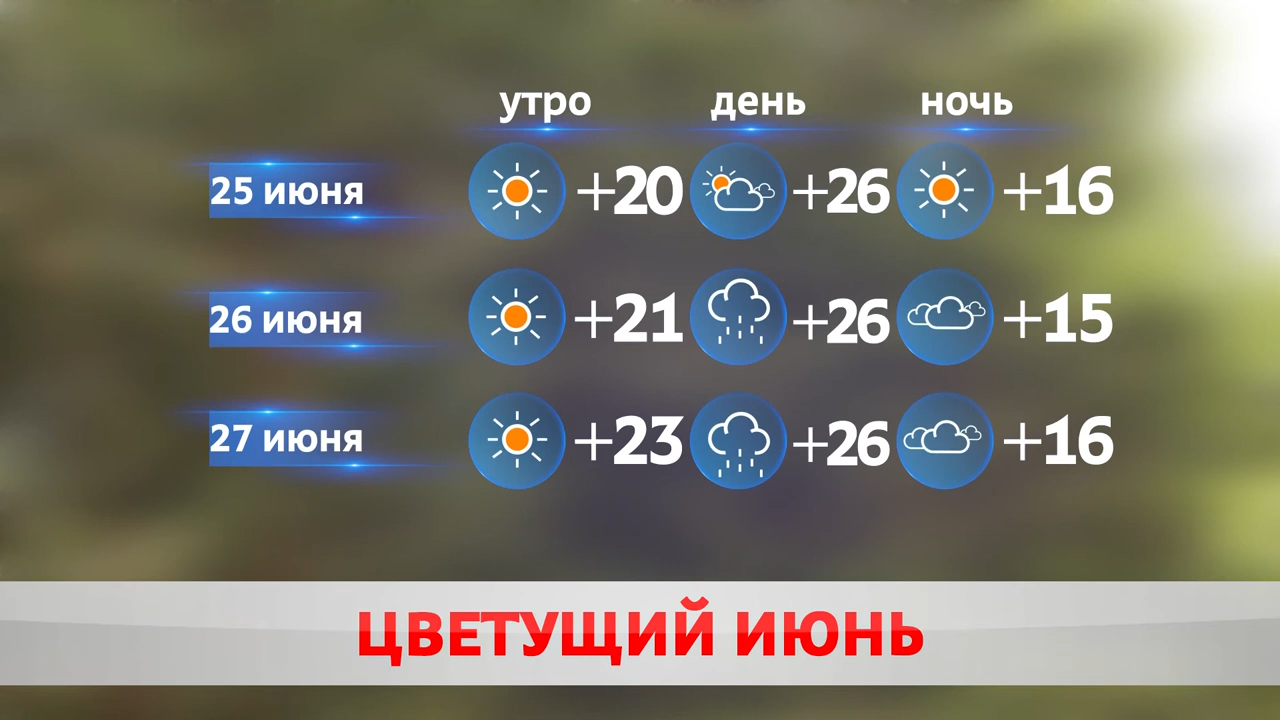 утро день ночь
25 июня +20 +26 +16
26 июня +21 +26 +15
27 июня +23 +26 +16
ЦВЕТУЩИЙ ИЮНЬ